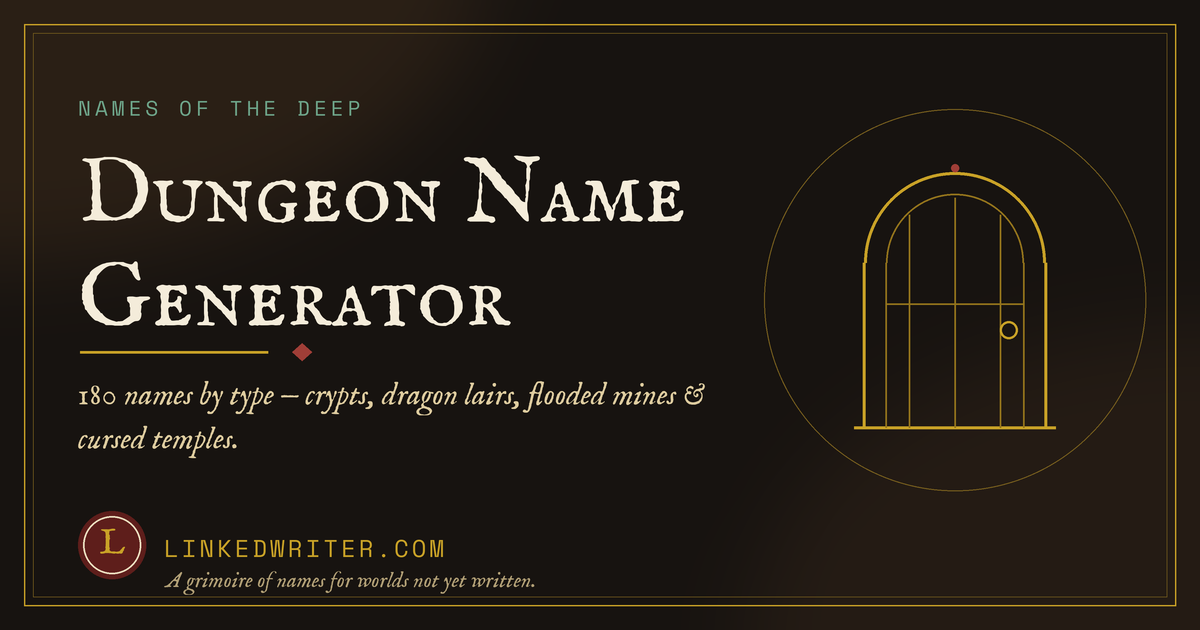 NAMES OF THE DEEP
Dungeon Name
Generator
180 names by type — crypts, dragon lairs, flooded mines &
cursed temples.
L
LINKEDWRITER.COM
A grimoire of names for worlds not yet written.